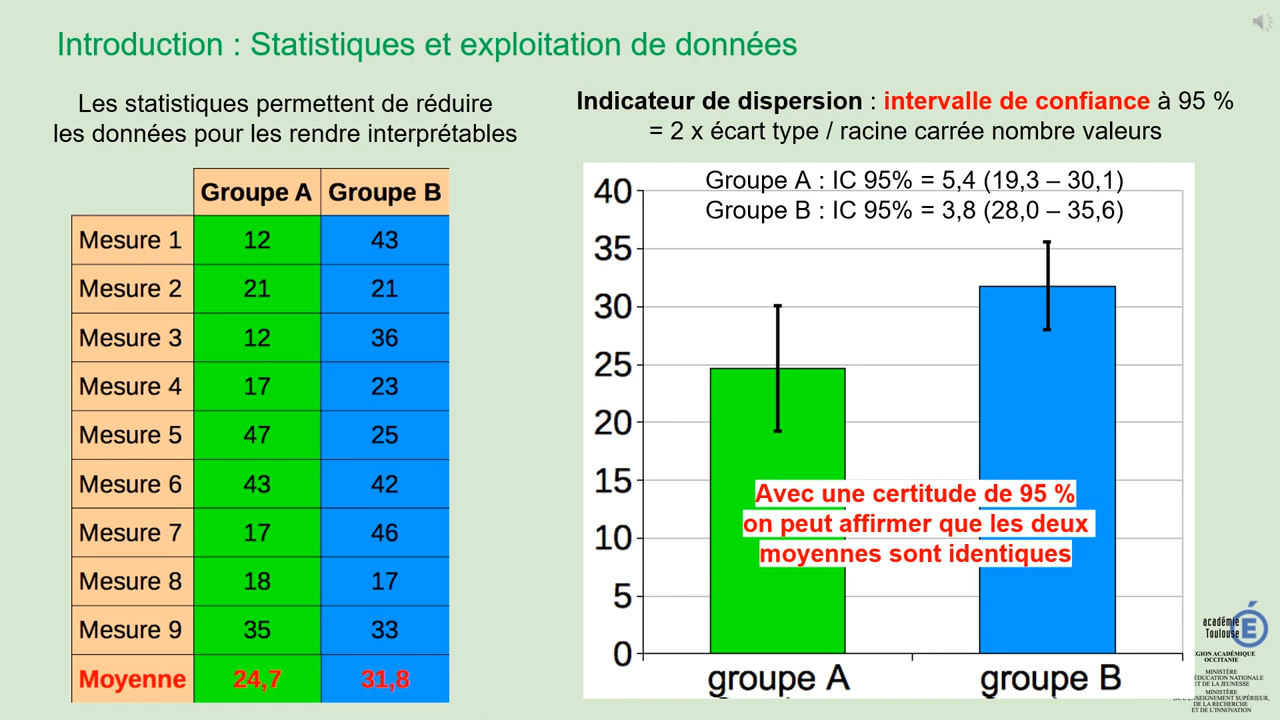 Introduction : Statistiques et exploitation de données
Les statistiques permettent de réduire
les données pour les rendre interprétables
Groupe A Groupe B
Mesure 1 12 43
Mesure 2 21 21
Mesure 3 12 36
Mesure 4 17 23
Mesure 5 47 25
Mesure 6 43 42
Mesure 7 17 46
Mesure 8 18 17
Mesure 9 35 33
Moyenne 24,7 31,8
Indicateur de dispersion : intervalle de confiance à 95 %
= 2 x écart type / racine carrée nombre valeurs
Groupe A : IC 95% = 5,4 (19,3 – 30,1)
Groupe B : IC 95% = 3,8 (28,0 – 35,6)
40
35
30
25
20
15
10
5
0
Avec une certitude de 95 %
on peut affirmer que les deux
moyennes sont identiques
groupe A groupe B
académie
Toulouse
É
ÉGION ACADÉMIQUE
OCCITANIE
MINISTÈRE
ÉDUCATION NATIONALE
ET DE LA JEUNESSE
MINISTÈRE
DE L'ENSEIGNEMENT SUPÉRIEUR,
DE LA RECHERCHE
ET DE L'INNOVATION